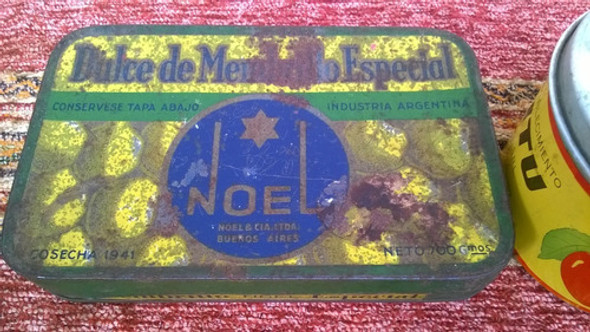 Dulce de Membrillo Especial
CONSERVESE TAPA ABAJO
INDUSTRIA ARGENTINA
NOEL
NOEL & CIA. LTDA.
BUENOS AIRES
COSECHA 1941
NETO 700 Gmos.
Especial